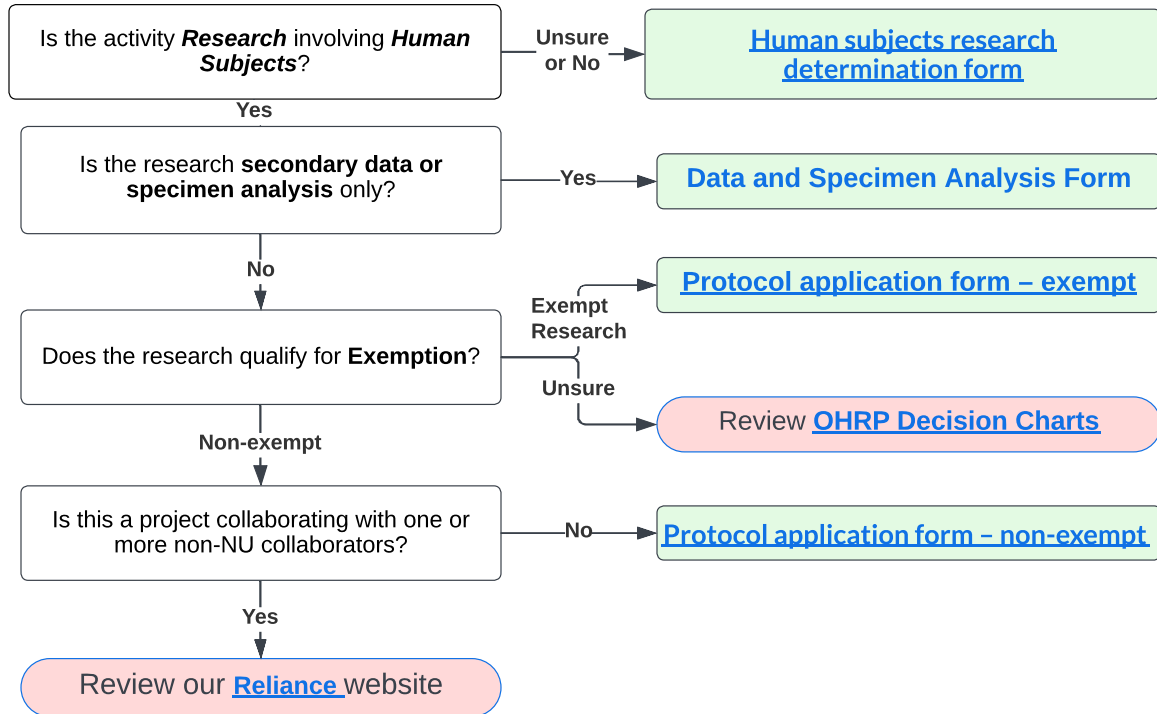 Is the activity Research involving Human
Subjects?
Unsure
or No
Human subjects research
determination form
Yes
Is the research secondary data or
specimen analysis only?
Yes
Data and Specimen Analysis Form
No
Does the research qualify for Exemption?
Exempt
Research
Protocol application form – exempt
Unsure
Review OHRP Decision Charts
Non-exempt
Is this a project collaborating with one or
more non-NU collaborators?
No
Protocol application form – non-exempt
Yes
Review our Reliance website